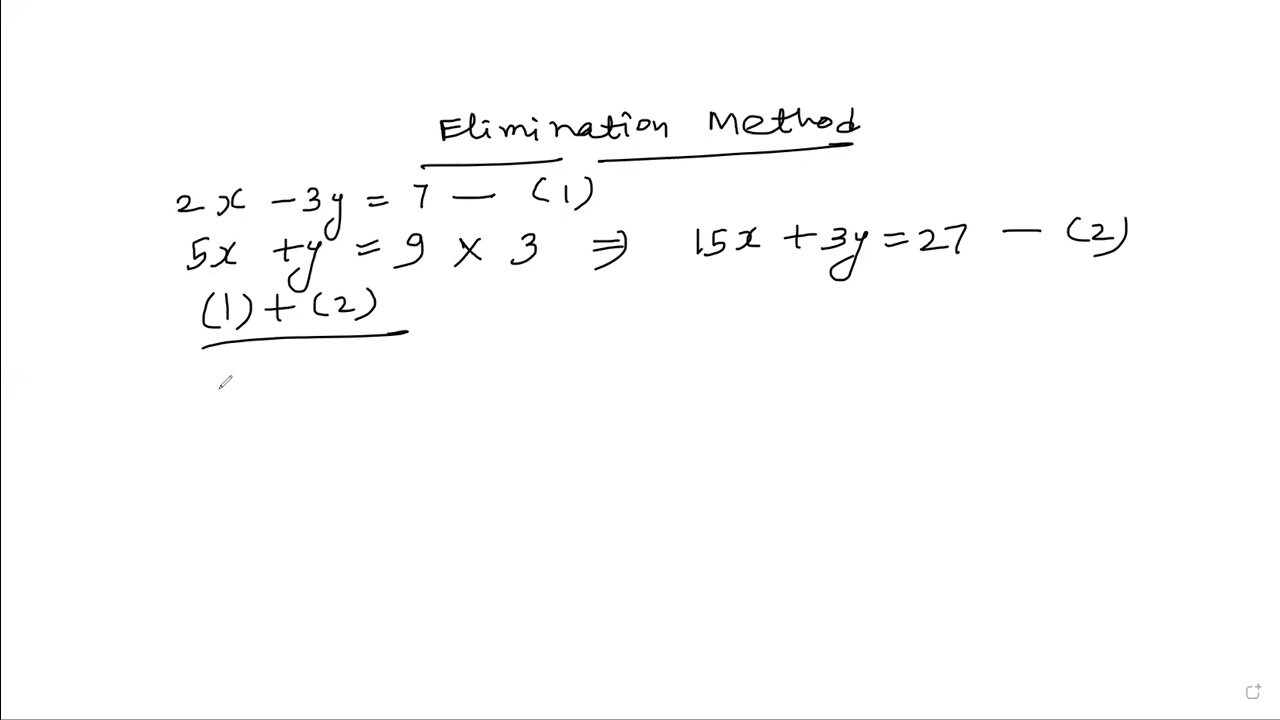 Elimination Method
2x - 3y = 7 — (1)
5x + y = 9 × 3 ⇒ 15x + 3y = 27 — (2)
(1) + (2)